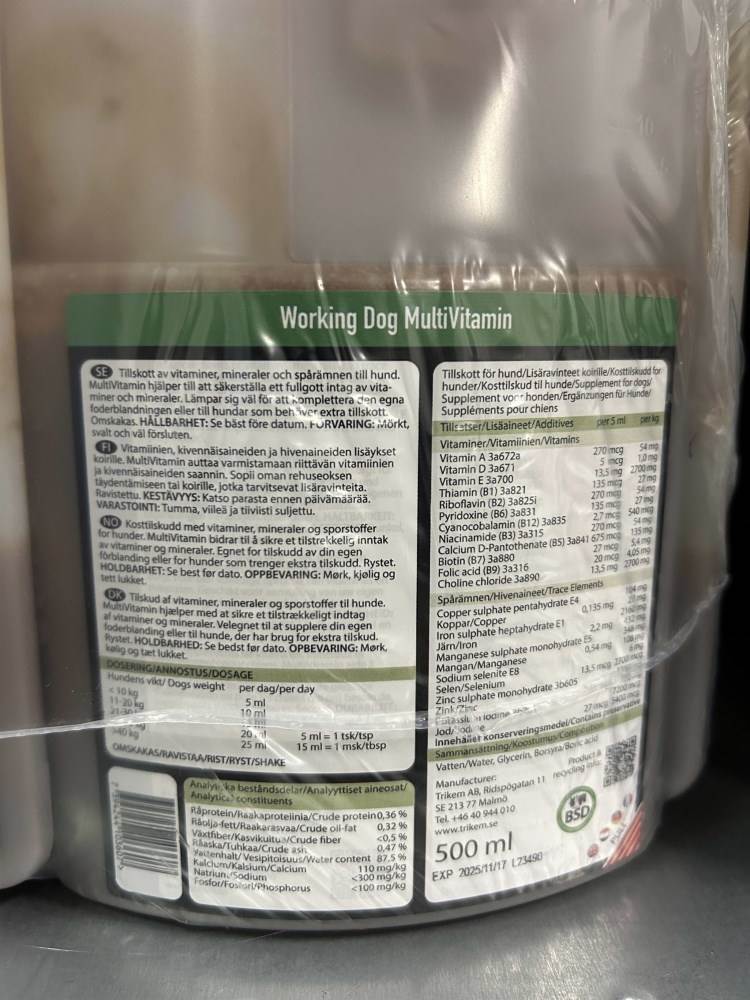 Working Dog MultiVitamin
SE Tillskott av vitaminer, mineraler och spårämnen till hund.
MultiVitamin hjälper till att säkerställa ett fullgott intag av vita-
miner och mineraler. Lämpar sig väl för att komplettera den egna
foderblandningen eller till hundar som behöver extra tillskott.
Omskakas. HÅLLBARHET: Se bäst före datum. FÖRVARING: Mörkt,
svalt och väl försluten.
FI Vitamiinien, kivennäisaineiden ja hivenaineiden lisäykset
koirille. MultiVitamin auttaa varmistamaan riittävän vitamiinien
ja kivennäisaineiden saannin. Sopii oman rehuseoksen
täydentämiseen tai koirille, jotka tarvitsevat lisäravinteita.
Ravistettu. KESTÄVYYS: Katso parasta ennen päivämäärää.
VARASTOINTI: Tumma, viileä ja tiiviisti suljettu.
NO Kosttilskudd med vitaminer, mineraler og sporstoffer
for hunder. MultiVitamin bidrar til å sikre et tilstrekkelig inntak
av vitaminer og mineraler. Egnet for tilskudd av din egen
fôrblanding eller for hunder som trenger ekstra tilskudd. Rystet.
HOLDBARHET: Se best før dato. OPPBEVARING: Mørk, kjølig og
tett lukket.
DK Tilskud af vitaminer, mineraler og sporstoffer til hunde.
MultiVitamin hjælper med at sikre et tilstrækkeligt indtag
af vitaminer og mineraler. Velegnet til at supplere din egen
foderblanding eller til hunde, der har brug for ekstra tilskud.
Rystet. HOLDBARHED: Se bedst før dato. OPBEVARING: Mørk,
kølig og tæt lukket.
DOSERING/ANNOSTUS/DOSAGE
Hundens vikt/ Dogs weight per dag/per day
<10 kg 5 ml
11-20 kg 10 ml
21-30
20 ml 5 ml = 1 tsk/tsp
>40 kg 25 ml 15 ml = 1 msk/tbsp
OMSKAKAS/RAVISTAA/RIST/RYST/SHAKE
Analytiska beståndsdelar/Analyyttiset aineosat/
Analytical constituents
Råprotein/Raakaproteiinia/Crude protein 0,36 %
Råolja-fett/Raakarasvaa/Crude oil-fat 0,32 %
Växtfiber/Kasvikuitua/Crude fiber <0,5 %
Råaska/Tuhkaa/Crude ash 0,47 %
Vattenhalt/Vesipitoisuus/Water content 87,5 %
Kalcium/Kalsium/Calcium 110 mg/kg
Natrium/Sodium <300 mg/kg
Fosfor/Fosfori/Phosphorus <100 mg/kg
Tillskott för hund/Lisäravinteet koirille/Kosttilskudd for
hunder/Kosttilskud til hunde/Supplement for dogs/
Supplement voor honden/Ergänzungen für Hunde/
Suppléments pour chiens
Tillsatser/Lisäaineet/Additives per 5 ml per kg
Vitaminer/Vitamiinien/Vitamins
Vitamin A 3a672a 270 mcg 54 mg
Vitamin D 3a671 5 mcg 1,0 mg
Vitamin E 3a700 13,5 mg 2700 mg
Thiamin (B1) 3a821 135 mcg 27 mg
Riboflavin (B2) 3a825i 270 mcg 54 mg
Pyridoxine (B6) 3a831 135 mcg 27 mg
Cyanocobalamin (B12) 3a835 2,7 mcg 540 mcg
Niacinamide (B3) 3a315 270 mcg 54 mg
Calcium D-Pantothenate (B5) 3a841 675 mcg 135 mg
Biotin (B7) 3a880 27 mcg 5,4 mg
Folic acid (B9) 3a316 20 mcg 4,05 mg
Choline chloride 3a890 13,5 mg 2700 mg
Spårämnen/Hivenaineet/Trace Elements
Copper sulphate pentahydrate E4
Koppar/Copper 0,135 mg
Iron sulphate heptahydrate E1
Järn/Iron 2,2 mg
Manganese sulphate monohydrate E5
Mangan/Manganese 0,54 mg
Sodium selenite E8
Selen/Selenium 13,5 mcg
Zinc sulphate monohydrate 3b605
Zink/Zinc
Jod/Iodine 27 mcg
Innehåller konserveringsmedel/Contains preservative
Sammansättning/Koostumus/Composition
Vatten/Water, Glycerin, Borsyra/Boric acid
Manufacturer:
Trikem AB, Ridspögatan 11
SE 213 77 Malmö
Tel. +46 40 944 010
www.trikem.se
Product &
recycling info:
BSD
500 ml
EXP 2025/11/17 L23490